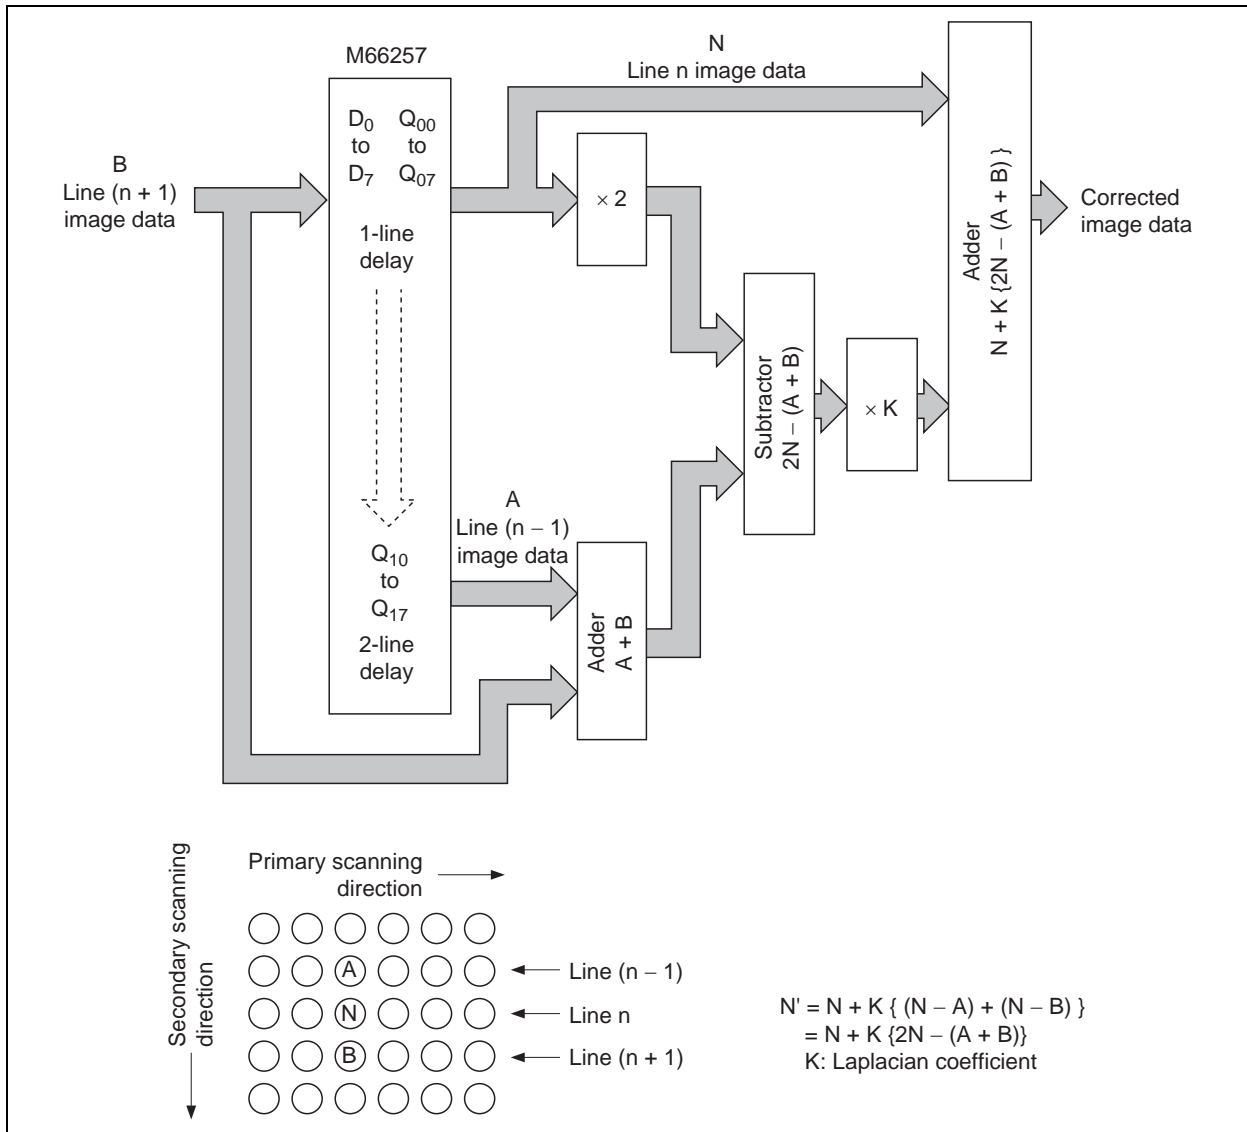 M66257
N
Line n image data
D0 Q00
to to
D7 Q07
B
Line (n + 1)
image data
1-line
delay
× 2
Adder
N + K {2N – (A + B) }
Corrected
image data
Subtractor
2N – (A + B)
× K
A
Line (n – 1)
image data
Q10
to
Q17
2-line
delay
Adder
A + B
Primary scanning
direction
Secondary scanning
direction
A
Line (n – 1)
N
Line n
B
Line (n + 1)
N' = N + K { (N – A) + (N – B) }
= N + K {2N – (A + B)}
K: Laplacian coefficient